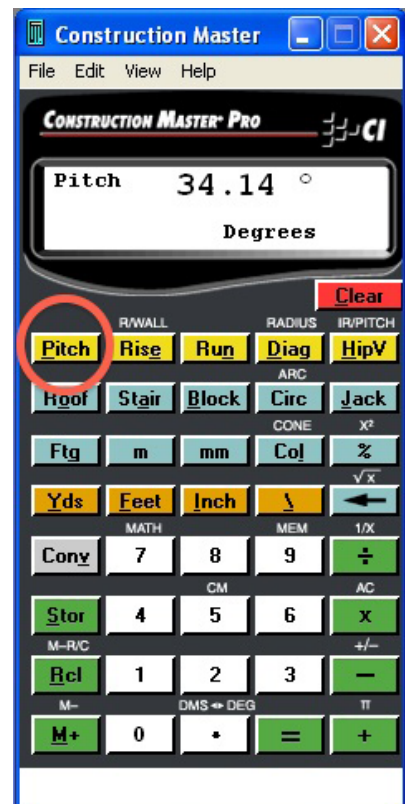 Construction Master
File Edit View Help
CONSTRUCTION MASTER® PRO CI
Pitch 34.14 °
Degrees
Clear
R/WALL RADIUS IR/PITCH
Pitch Rise Run Diag HipV
ARC
Roof Stair Block Circ Jack
CONE X²
Ftg m mm Col %
√x
Yds Feet Inch \
MATH MEM 1/X
Conv 7 8 9 ÷
CM AC
Stor 4 5 6 x
M-R/C +/−
Rcl 1 2 3 −
M- DMS◄►DEG π
M+ 0 • = +